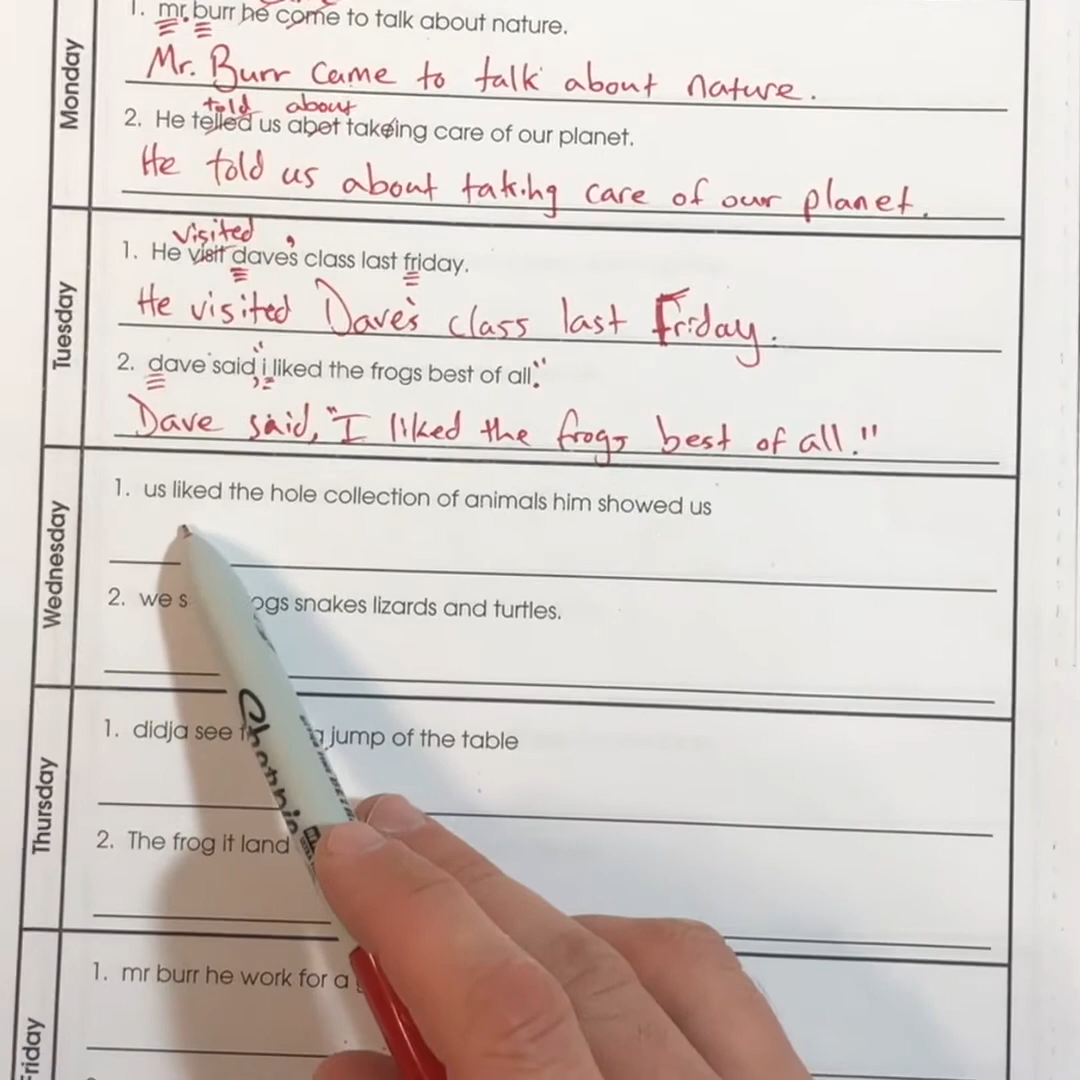 Monday
1. mr. burr he come to talk about nature.
Mr. Burr came to talk about nature.
told about
2. He telled us abot takeing care of our planet.
He told us about taking care of our planet.
Tuesday
visited
1. He visit dave's class last friday.
He visited Dave's class last Friday.
2. dave said, "i liked the frogs best of all."
Dave said, "I liked the frogs best of all."
Wednesday
1. us liked the hole collection of animals him showed us
2. we s ogs snakes lizards and turtles.
Thursday
1. didja see jump of the table
2. The frog it land
Friday
1. mr burr he work for a
Sharpie